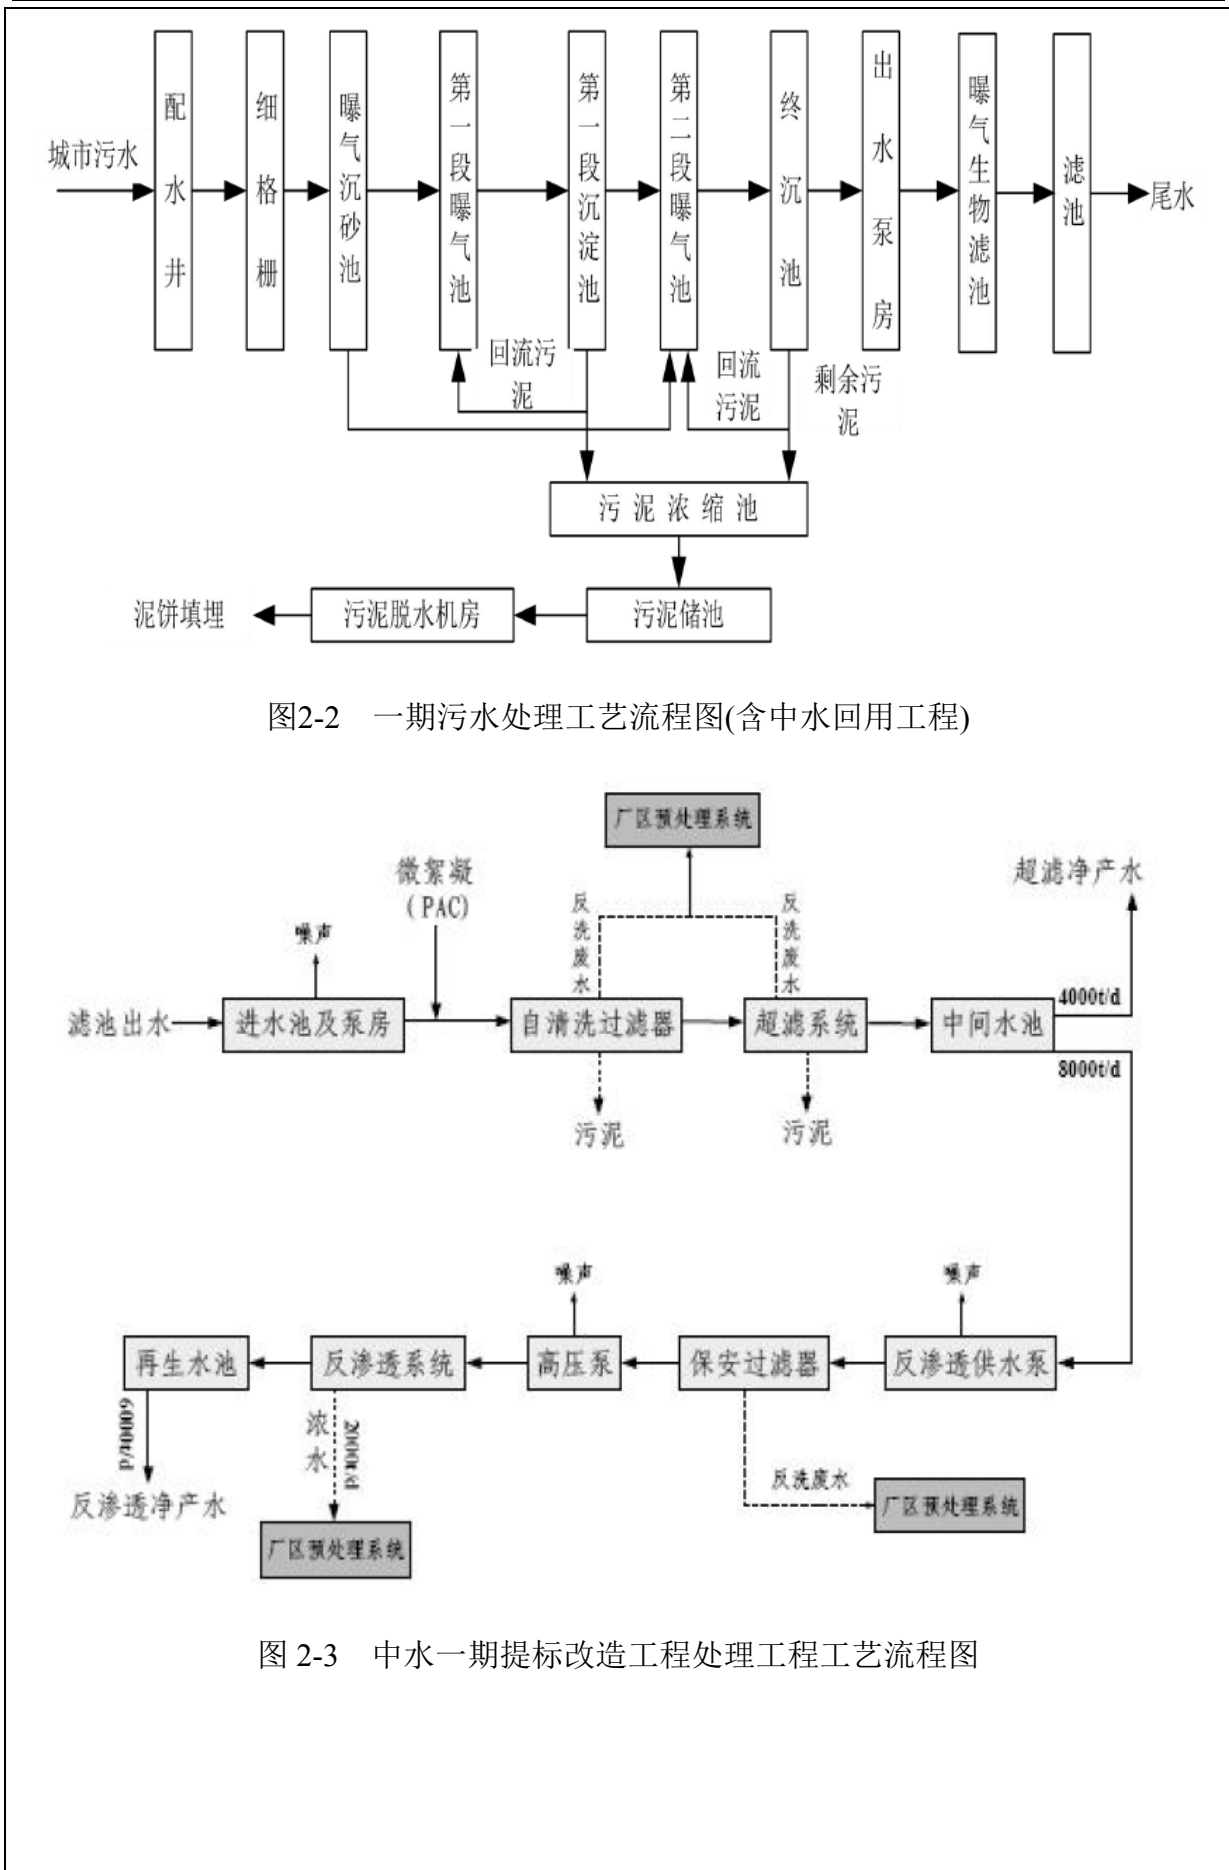 城市污水
配水井
细格栅
曝气沉砂池
第一段曝气池
第一段沉淀池
第二段曝气池
终沉池
出水泵房
曝气生物滤池
滤池
尾水
回流污
泥
回流
污泥
剩余污
泥
污泥浓缩池
泥饼填埋
污泥脱水机房
污泥储池
图2-2 一期污水处理工艺流程图(含中水回用工程)
厂区预处理系统
微絮凝
(PAC)
反洗废水
反洗废水
超滤净产水
噪声
滤池出水
进水池及泵房
自清洗过滤器
超滤系统
中间水池
4000t/d
8000t/d
污泥
污泥
噪声
噪声
再生水池
反渗透系统
高压泵
保安过滤器
反渗透供水泵
6000t/d
浓水
2000t/d
反洗废水
反渗透净产水
厂区预处理系统
厂区预处理系统
图 2-3 中水一期提标改造工程处理工程工艺流程图